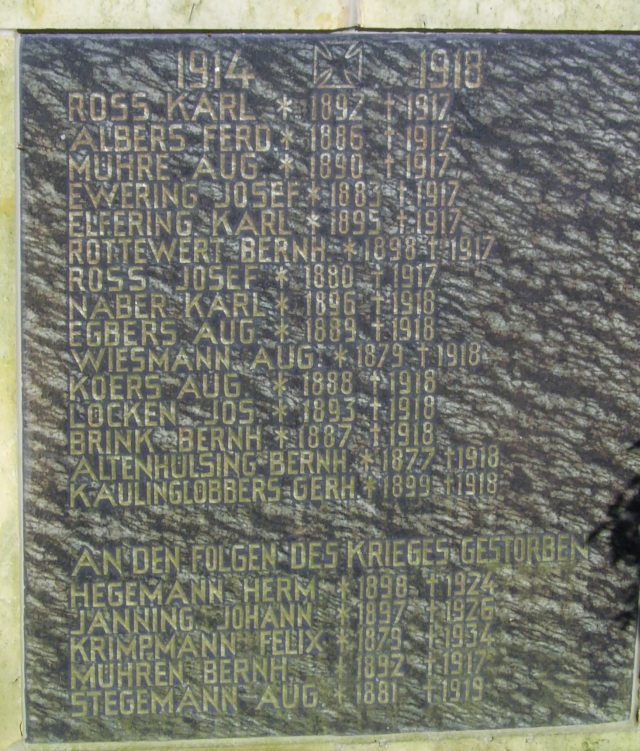 1914 1918
ROSS KARL * 1892 † 1917
ALBERS FERD. * 1886 † 1917
MÜHRE AUG. * 1890 † 1917
EWERING JOSEF * 1883 † 1917
ELFERING KARL * 1895 † 1917
ROTTEWERT BERNH. * 1898 † 1917
ROSS JOSEF * 1880 † 1917
NABER KARL * 1896 † 1918
EGBERS AUG. * 1889 † 1918
WIESMANN AUG. * 1879 † 1918
KOERS AUG. * 1888 † 1918
LOCKEN JOS. * 1893 † 1918
BRINK BERNH. * 1887 † 1918
ALTENHÜLSING BERNH. * 1877 † 1918
KAULINGLOBBERS GERH. * 1899 † 1918
AN DEN FOLGEN DES KRIEGES GESTORBEN
HEGEMANN HERM. * 1898 † 1924
JANNING JOHANN * 1897 † 1926
KRIMPMANN FELIX * 1879 † 1934
MÜHREN BERNH. * 1892 † 1917
STEGEMANN AUG. * 1881 † 1919